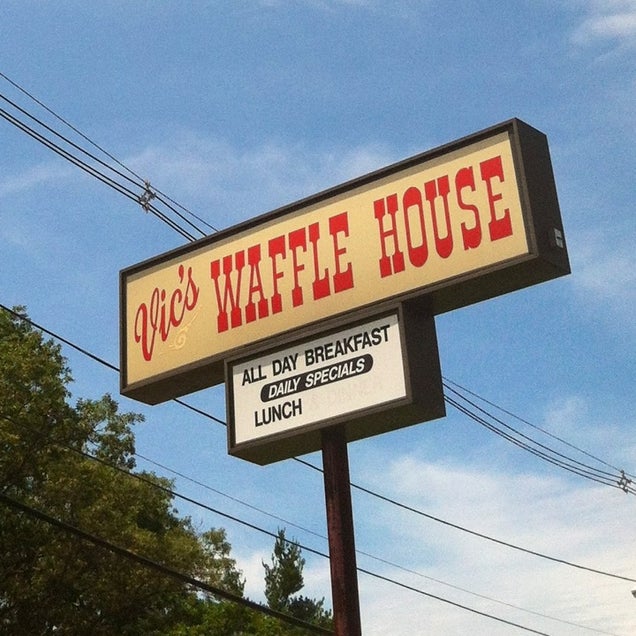 Vic's WAFFLE HOUSE
ALL DAY BREAKFAST
DAILY SPECIALS
LUNCH